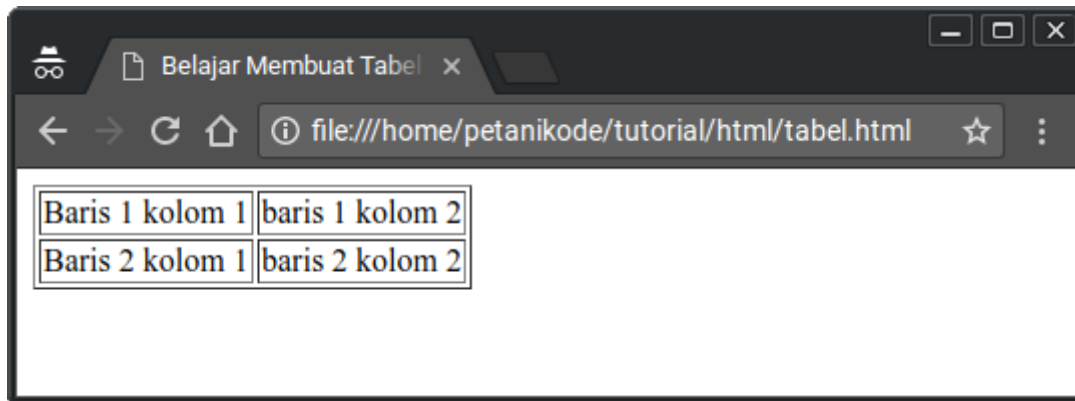 Belajar Membuat Tabel
file:///home/petanikode/tutorial/html/tabel.html
Baris 1 kolom 1 baris 1 kolom 2
Baris 2 kolom 1 baris 2 kolom 2